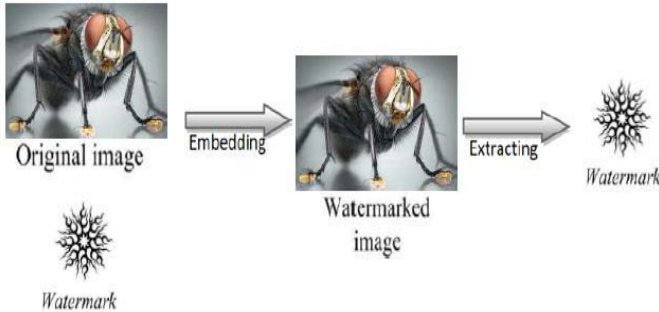 Original image
Embedding
Watermarked
image
Extracting
Watermark
Watermark